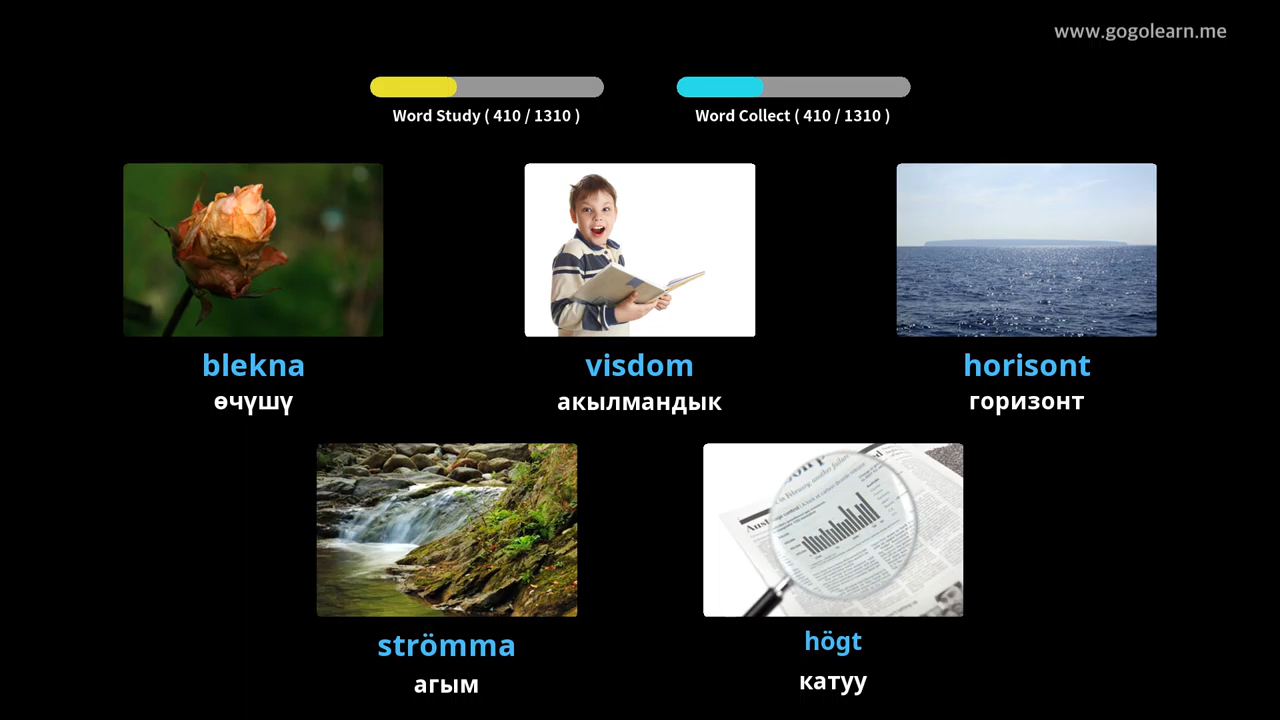 www.gogolearn.me
Word Study ( 410 / 1310 )
Word Collect ( 410 / 1310 )
blekna
өчүшү
visdom
акылмандык
horisont
горизонт
strömma
агым
högt
катуу